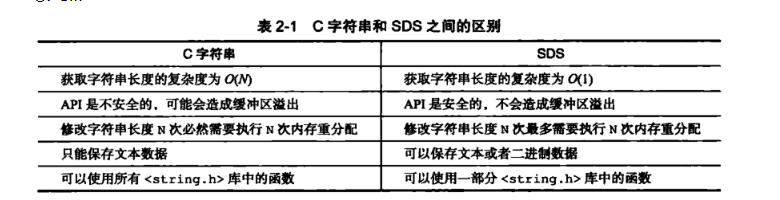 表 2-1 C 字符串和 SDS 之间的区别
C 字符串 SDS
获取字符串长度的复杂度为 O(N) 获取字符串长度的复杂度为 O(1)
API 是不安全的，可能会造成缓冲区溢出 API 是安全的，不会造成缓冲区溢出
修改字符串长度 N 次必然需要执行 N 次内存重分配 修改字符串长度 N 次最多需要执行 N 次内存重分配
只能保存文本数据 可以保存文本或者二进制数据
可以使用所有 <string.h> 库中的函数 可以使用一部分 <string.h> 库中的函数